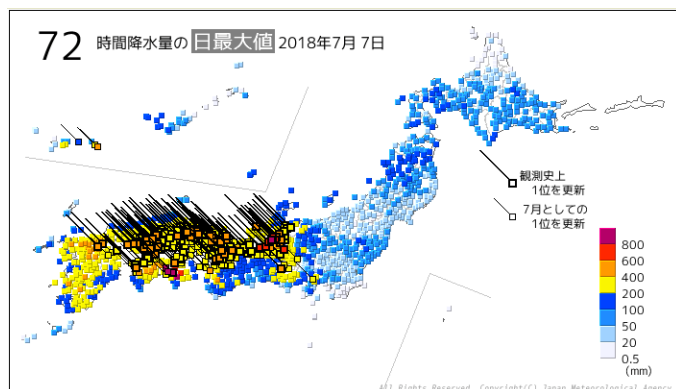 72 時間降水量の 日最大値 2018年7月 7日
観測史上
1位を更新
7月としての
1位を更新
800
600
400
200
100
50
20
0.5
(mm)
All Rights Reserved. Copyright(C) Japan Meteorological Agency